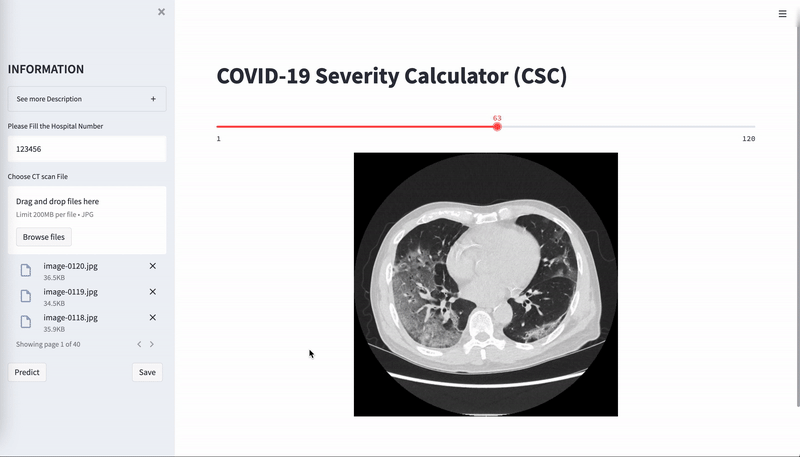 INFORMATION
See more Description +
Please Fill the Hospital Number
123456
Choose CT scan File
Drag and drop files here
Limit 200MB per file • JPG
Browse files
image-0120.jpg
36.5KB
image-0119.jpg
34.5KB
image-0118.jpg
35.9KB
Showing page 1 of 40
Predict
Save
COVID-19 Severity Calculator (CSC)
63
1
120